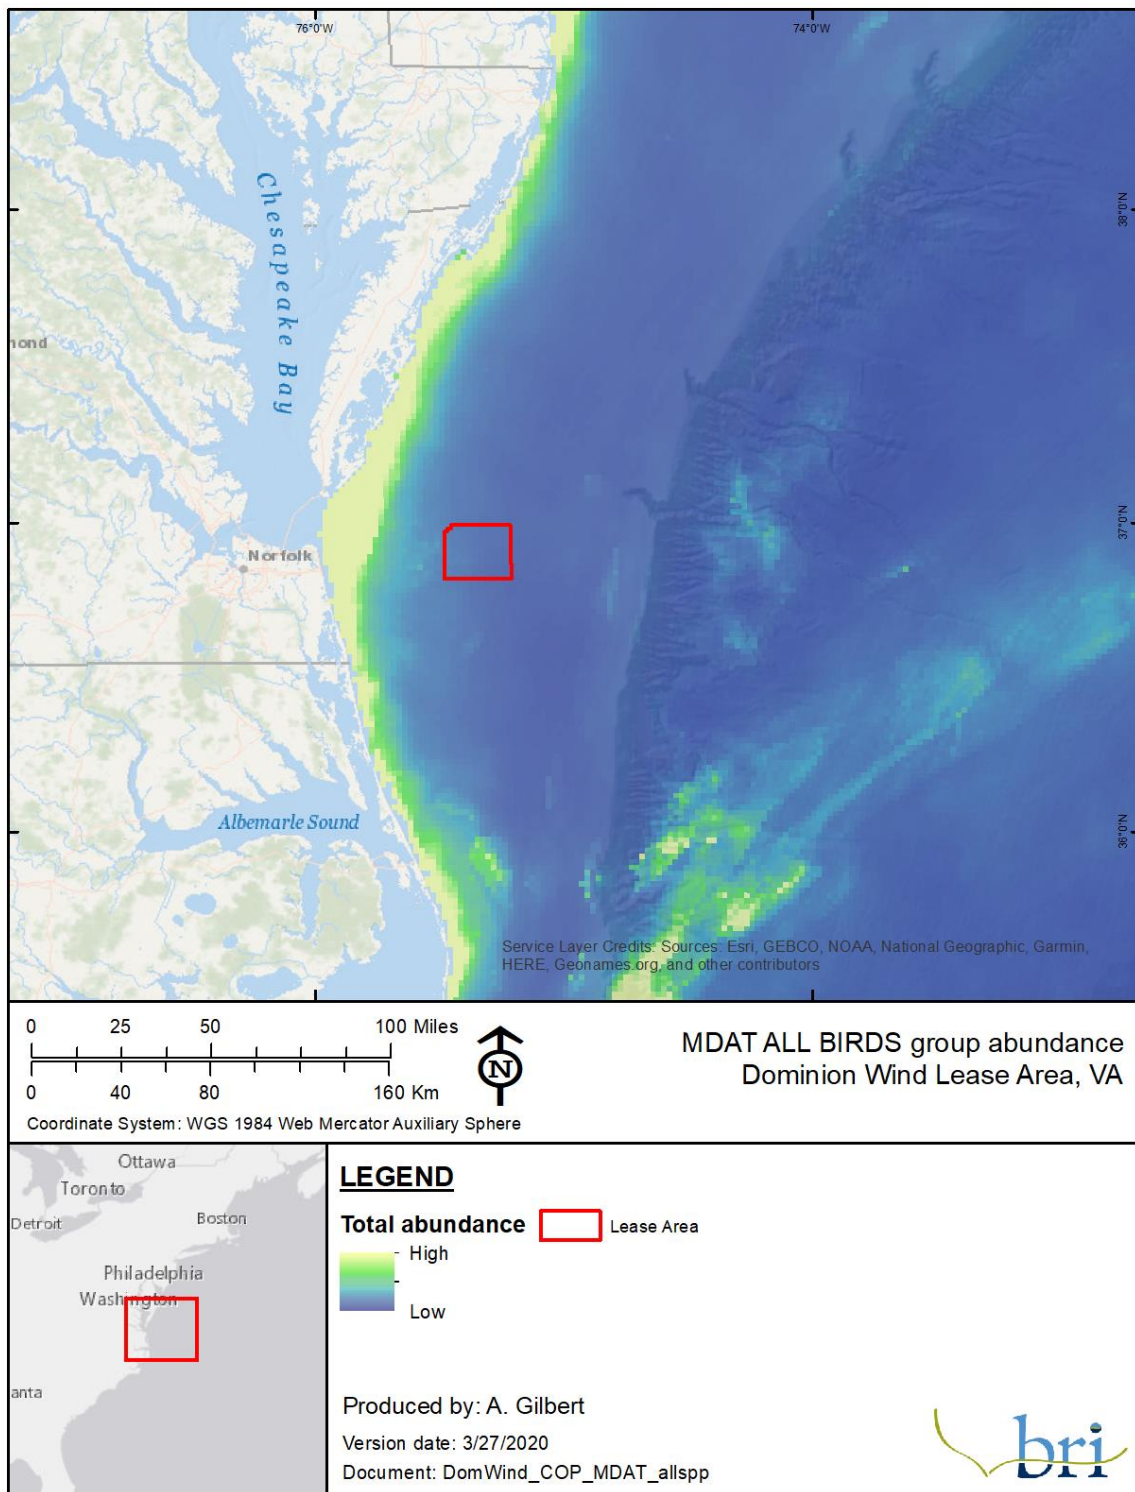 76°0'W
74°0'W
38°0'N
Chesapeake Bay
mond
37°0'N
Norfolk
36°0'N
Albemarle Sound
Service Layer Credits: Sources: Esri, GEBCO, NOAA, National Geographic, Garmin,
HERE, Geonames.org, and other contributors
0 25 50 100 Miles
0 40 80 160 Km
N
Coordinate System: WGS 1984 Web Mercator Auxiliary Sphere
MDAT ALL BIRDS group abundance
Dominion Wind Lease Area, VA
Ottawa
Toronto
Detroit
Boston
Philadelphia
Washington
anta
LEGEND
Total abundance
Lease Area
High
Low
Produced by: A. Gilbert
Version date: 3/27/2020
Document: DomWind_COP_MDAT_allspp
bri